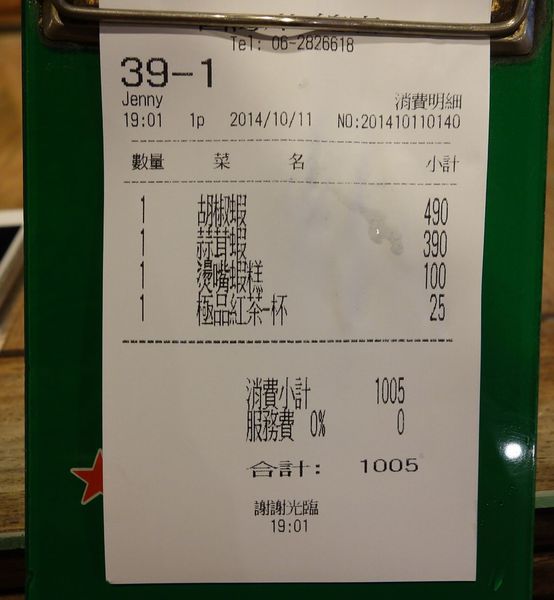 Tel: 06-2826618
39-1
Jenny 消費明細
19:01 1p 2014/10/11 NO:201410110140
數量 菜 名 小計
1 胡椒蝦 490
1 蒜茸蝦 390
1 燙嘴蝦糕 100
1 極品紅茶-杯 25
消費小計 1005
服務費 0% 0
合計: 1005
謝謝光臨
19:01